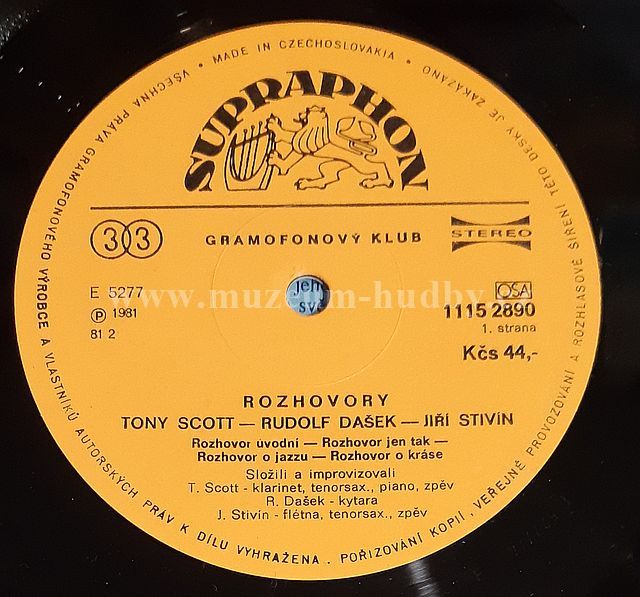 VŠECHNA PRÁVA GRAMOFONOVÉHO VÝROBCE A VLASTNÍKŮ AUTORSKÝCH PRÁV K DÍLU VYHRAŽENA . POŘIZOVÁNÍ KOPIÍ , VEŘEJNÉ PROVOZOVÁNÍ A ROZHLASOVÉ ŠÍŘENÍ TÉTO DESKY JE ZAKÁZÁNO
• MADE IN CZECHOSLOVAKIA •
SUPRAPHON
33
GRAMOFONOVÝ KLUB
STEREO
E 5277
Ⓟ 1981
81 2
jeh
svě
www.muzeum-hudby
OSA
1115 2890
1. strana
Kčs 44,-
ROZHOVORY
TONY SCOTT — RUDOLF DAŠEK — JIŘÍ STIVÍN
Rozhovor úvodní — Rozhovor jen tak —
Rozhovor o jazzu — Rozhovor o kráse
Složili a improvizovali
T. Scott - klarinet, tenorsax., piano, zpěv
R. Dašek - kytara
J. Stivín - flétna, tenorsax., zpěv